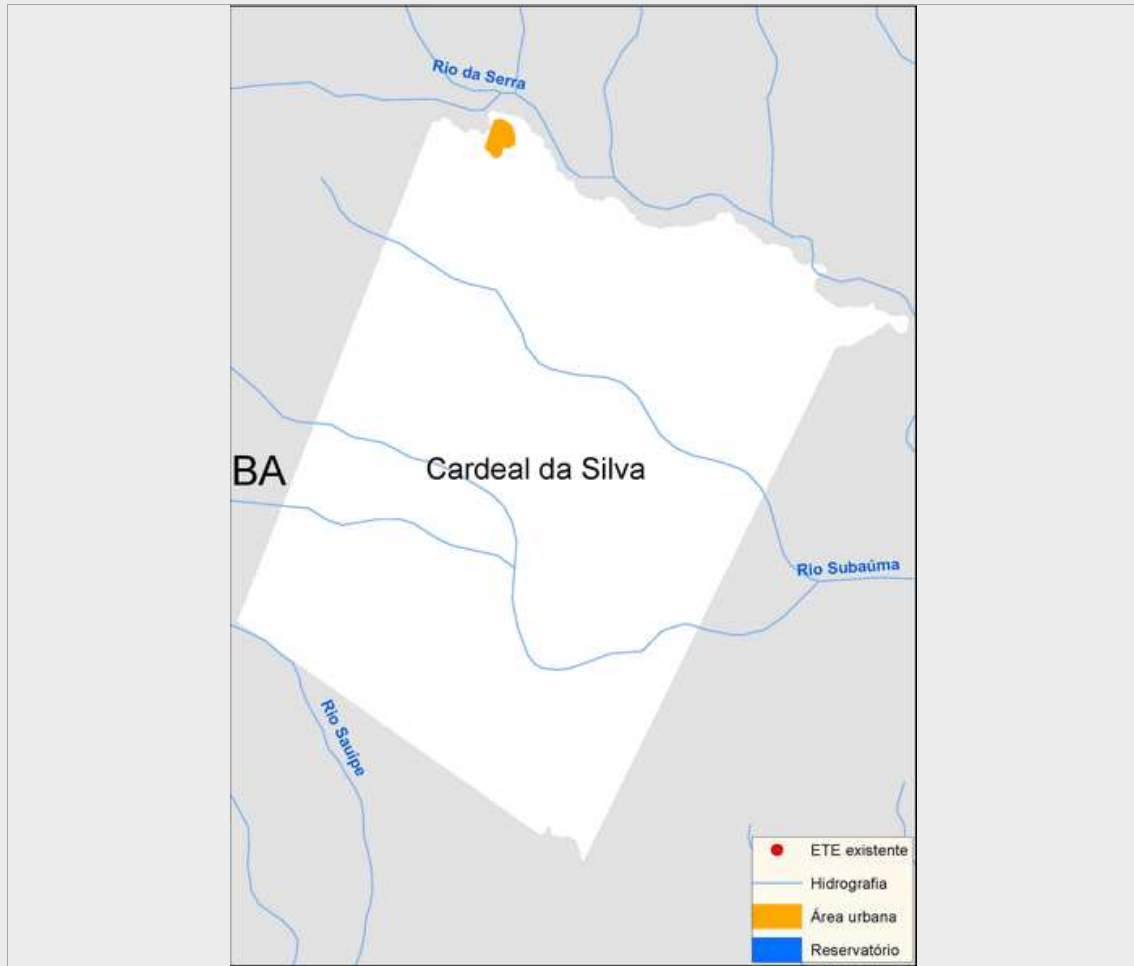 Rio da Serra
BA
Cardeal da Silva
Rio Subaúma
Rio Sauípe
ETE existente
Hidrografia
Área urbana
Reservatório